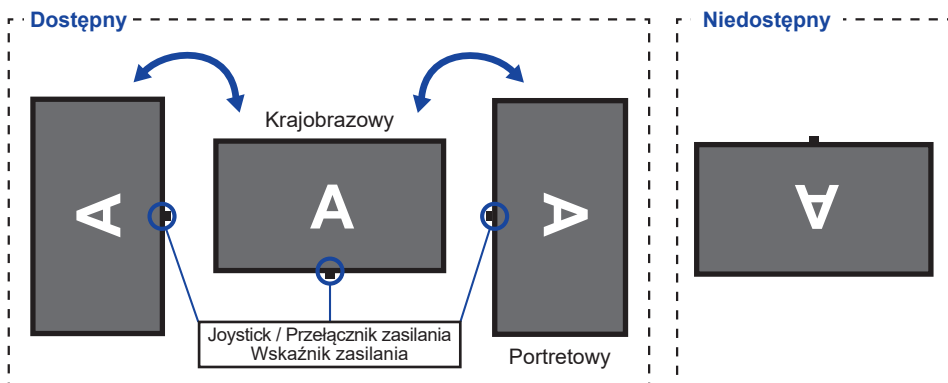 Dostępny
Niedostępny
Krajobrazowy
A
A
A
A
Joystick / Przełącznik zasilania
Wskaźnik zasilania
Portretowy